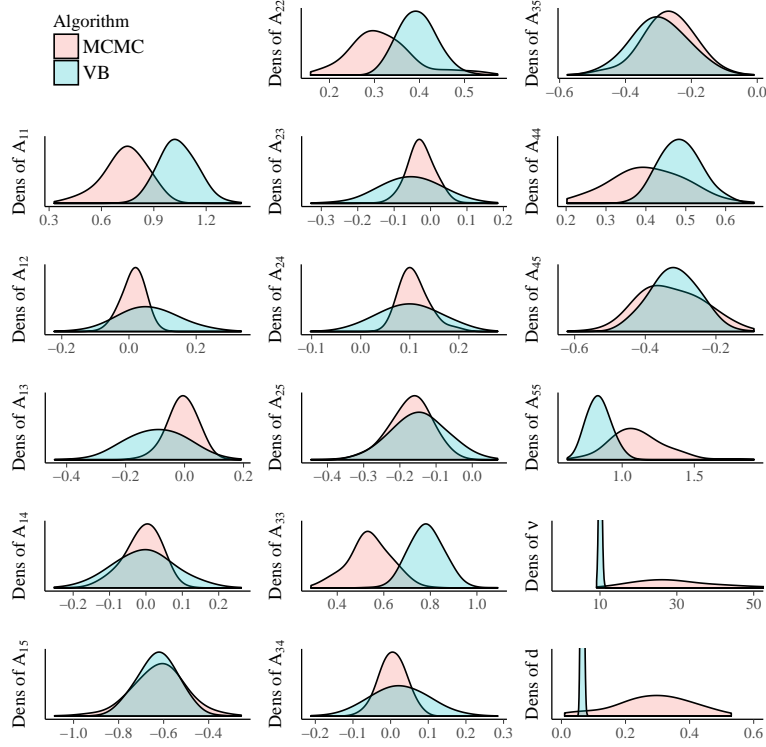 Algorithm
MCMC
VB
Dens of A22
0.2 0.3 0.4 0.5
Dens of A35
−0.6 −0.4 −0.2 0.0
Dens of A11
0.3 0.6 0.9 1.2
Dens of A23
−0.3 −0.2 −0.1 0.0 0.1 0.2
Dens of A44
0.2 0.3 0.4 0.5 0.6
Dens of A12
−0.2 0.0 0.2
Dens of A24
−0.1 0.0 0.1 0.2
Dens of A45
−0.6 −0.4 −0.2
Dens of A13
−0.4 −0.2 0.0 0.2
Dens of A25
−0.4 −0.3 −0.2 −0.1 0.0
Dens of A55
1.0 1.5
Dens of A14
−0.2 −0.1 0.0 0.1 0.2
Dens of A33
0.4 0.6 0.8 1.0
Dens of ν
10 30 50
Dens of A15
−1.0 −0.8 −0.6 −0.4
Dens of A34
−0.2 −0.1 0.0 0.1 0.2 0.3
Dens of d
0.0 0.2 0.4 0.6